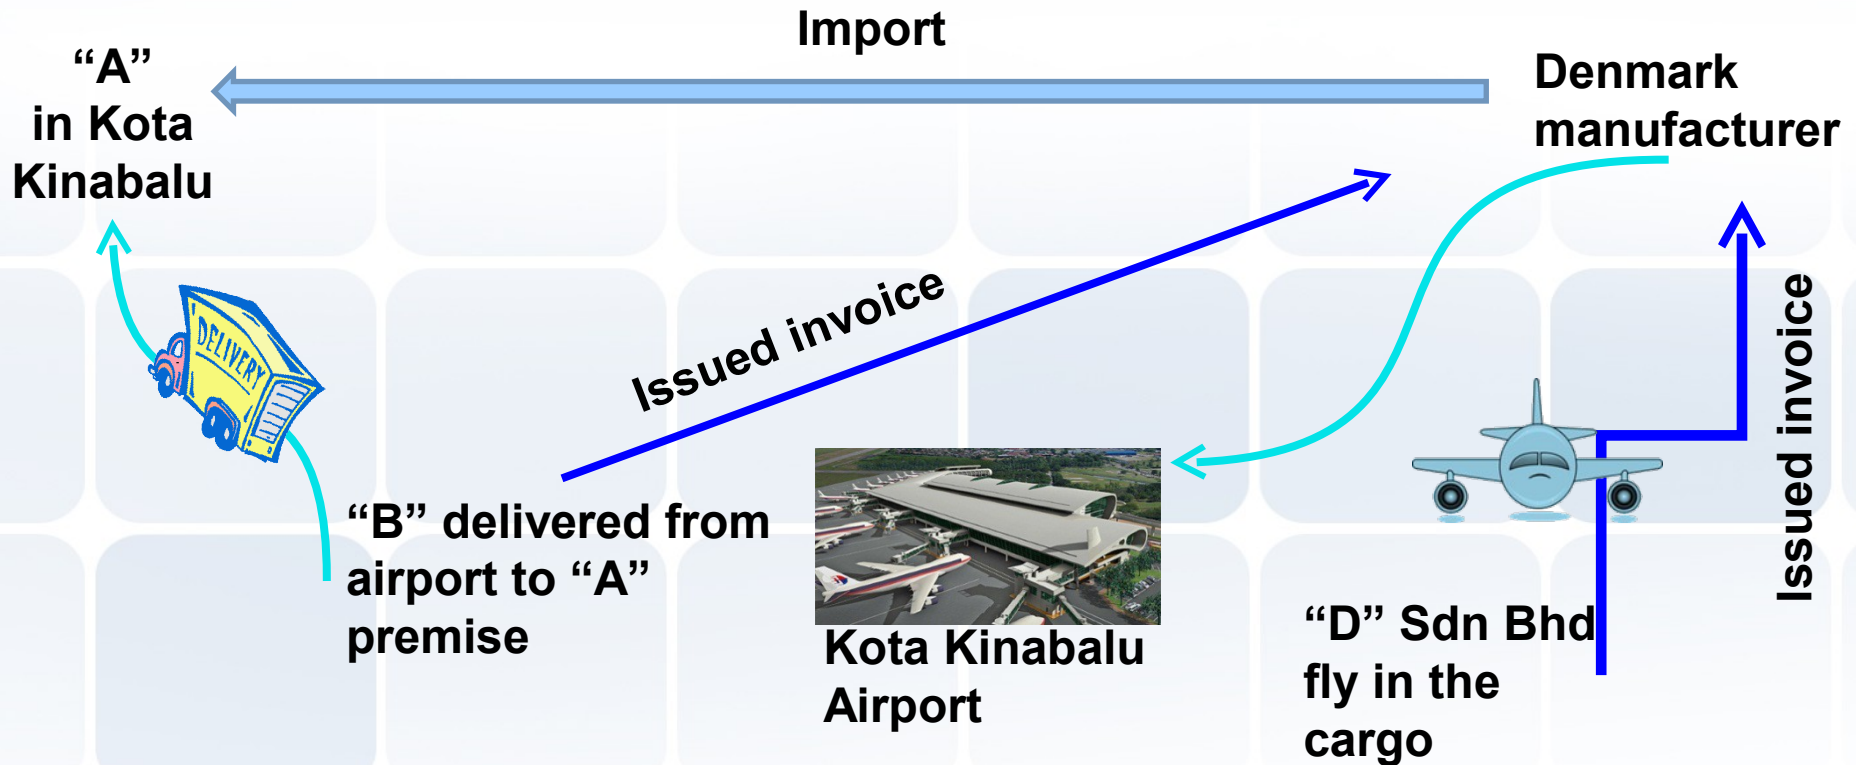 Import
“A”
in Kota
Kinabalu
Denmark
manufacturer
Issued invoice
Issued invoice
DELIVERY
“B” delivered from
airport to “A”
premise
Kota Kinabalu
Airport
“D” Sdn Bhd
fly in the
cargo